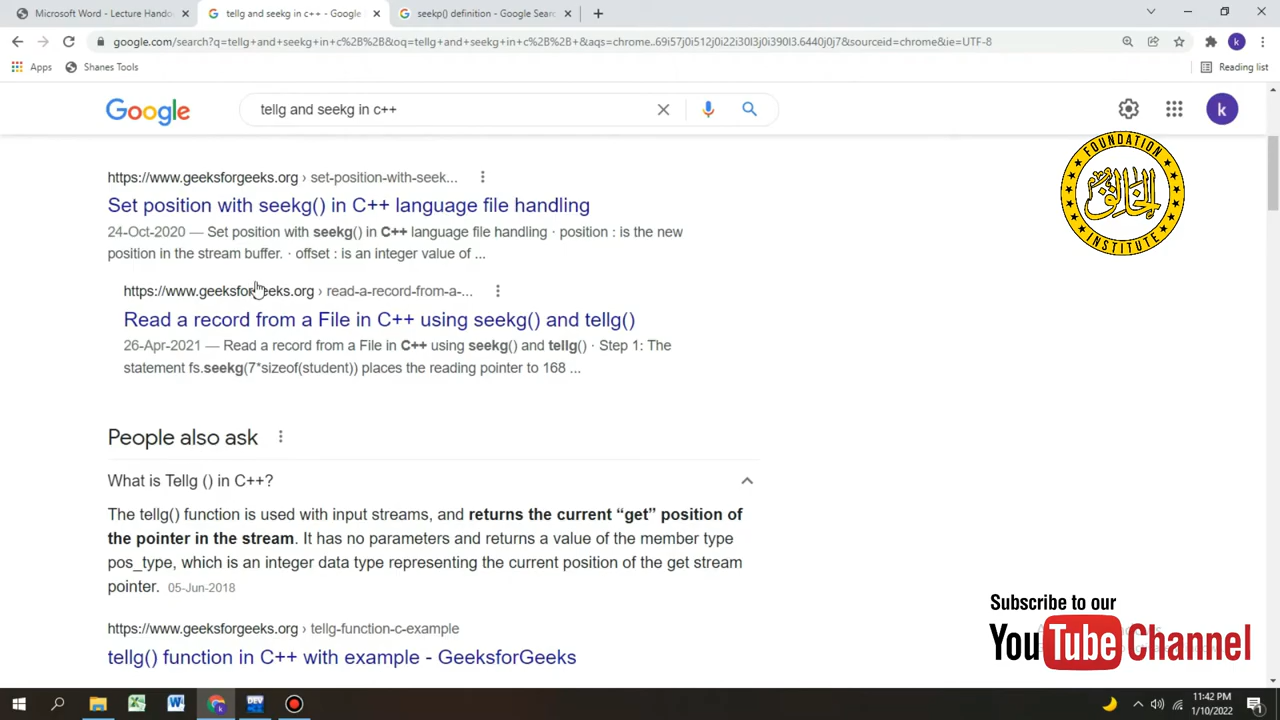 Microsoft Word - Lecture Hando
tellg and seekg in c++ - Google
seekp() definition - Google Sear
google.com/search?q=tellg+and+seekg+in+c%2B%2B&oq=tellg+and+seekg+in+c%2B%2B+&aqs=chrome..69i57j0i512j0i22i30l3j0i390l3.6440j0j7&sourceid=chrome&ie=UTF-8
k
Apps
Shanes Tools
Reading list
Google
tellg and seekg in c++
k
https://www.geeksforgeeks.org › set-position-with-seek...
Set position with seekg() in C++ language file handling
24-Oct-2020 — Set position with seekg() in C++ language file handling · position : is the new
position in the stream buffer. · offset : is an integer value of ...
https://www.geeksforgeeks.org › read-a-record-from-a-...
Read a record from a File in C++ using seekg() and tellg()
26-Apr-2021 — Read a record from a File in C++ using seekg() and tellg() · Step 1: The
statement fs.seekg(7*sizeof(student)) places the reading pointer to 168 ...
FOUNDATION
INSTITUTE
People also ask
What is Tellg () in C++?
The tellg() function is used with input streams, and returns the current “get” position of
the pointer in the stream. It has no parameters and returns a value of the member type
pos_type, which is an integer data type representing the current position of the get stream
pointer. 05-Jun-2018
https://www.geeksforgeeks.org › tellg-function-c-example
tellg() function in C++ with example - GeeksforGeeks
Subscribe to our
YouTube Channel
DEV
11:42 PM
1/10/2022
1